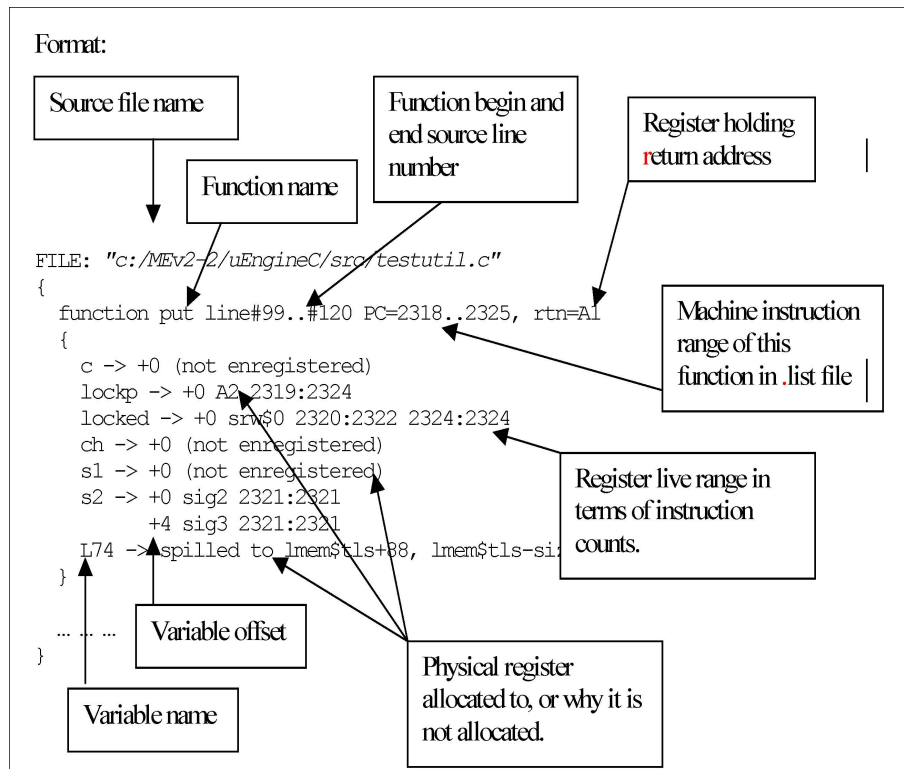 Format:
Source file name
Function begin and
end source line
number
Register holding
return address
Function name
FILE: "c:/MEv2-2/uEngineC/src/testutil.c"
{
function put line#99..#120 PC=2318..2325, rtn=A1
{
Machine instruction
range of this
function in .list file
c -> +0 (not enregistered)
lockp -> +0 A2 2319:2324
locked -> +0 srw$0 2320:2322 2324:2324
ch -> +0 (not enregistered)
s1 -> +0 (not enregistered)
s2 -> +0 sig2 2321:2321
+4 sig3 2321:2321
L74 -> spilled to lmem$tls+88, lmem$tls-si
}
Register live range in
terms of instruction
counts.
... ... ...
}
Variable offset
Variable name
Physical register
allocated to, or why it is
not allocated.